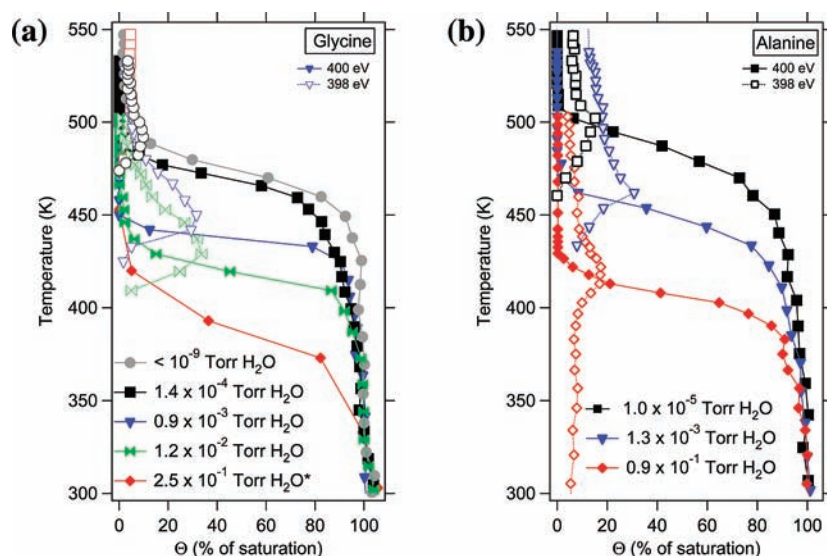 (a)
Glycine
400 eV
398 eV
550
500
450
400
350
300
Temperature (K)
< 10⁻⁹ Torr H₂O
1.4 x 10⁻⁴ Torr H₂O
0.9 x 10⁻³ Torr H₂O
1.2 x 10⁻² Torr H₂O
2.5 x 10⁻¹ Torr H₂O*
0 20 40 60 80 100
Θ (% of saturation)
(b)
Alanine
400 eV
398 eV
550
500
450
400
350
300
Temperature (K)
1.0 x 10⁻⁵ Torr H₂O
1.3 x 10⁻³ Torr H₂O
0.9 x 10⁻¹ Torr H₂O
0 20 40 60 80 100
Θ (% of saturation)